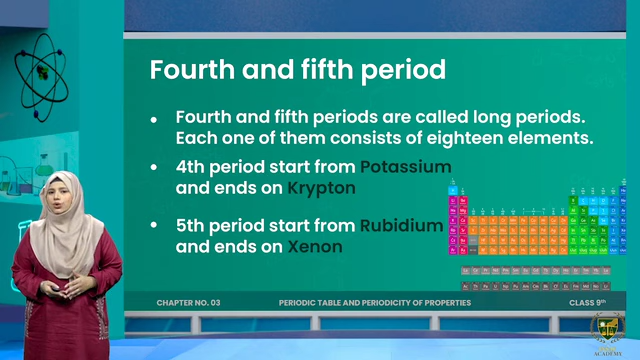 Fourth and fifth period
• Fourth and fifth periods are called long periods.
Each one of them consists of eighteen elements.
• 4th period start from Potassium
and ends on Krypton
• 5th period start from Rubidium
and ends on Xenon
CHAPTER NO. 03 PERIODIC TABLE AND PERIODICITY OF PROPERTIES CLASS 9th
ACADEMY